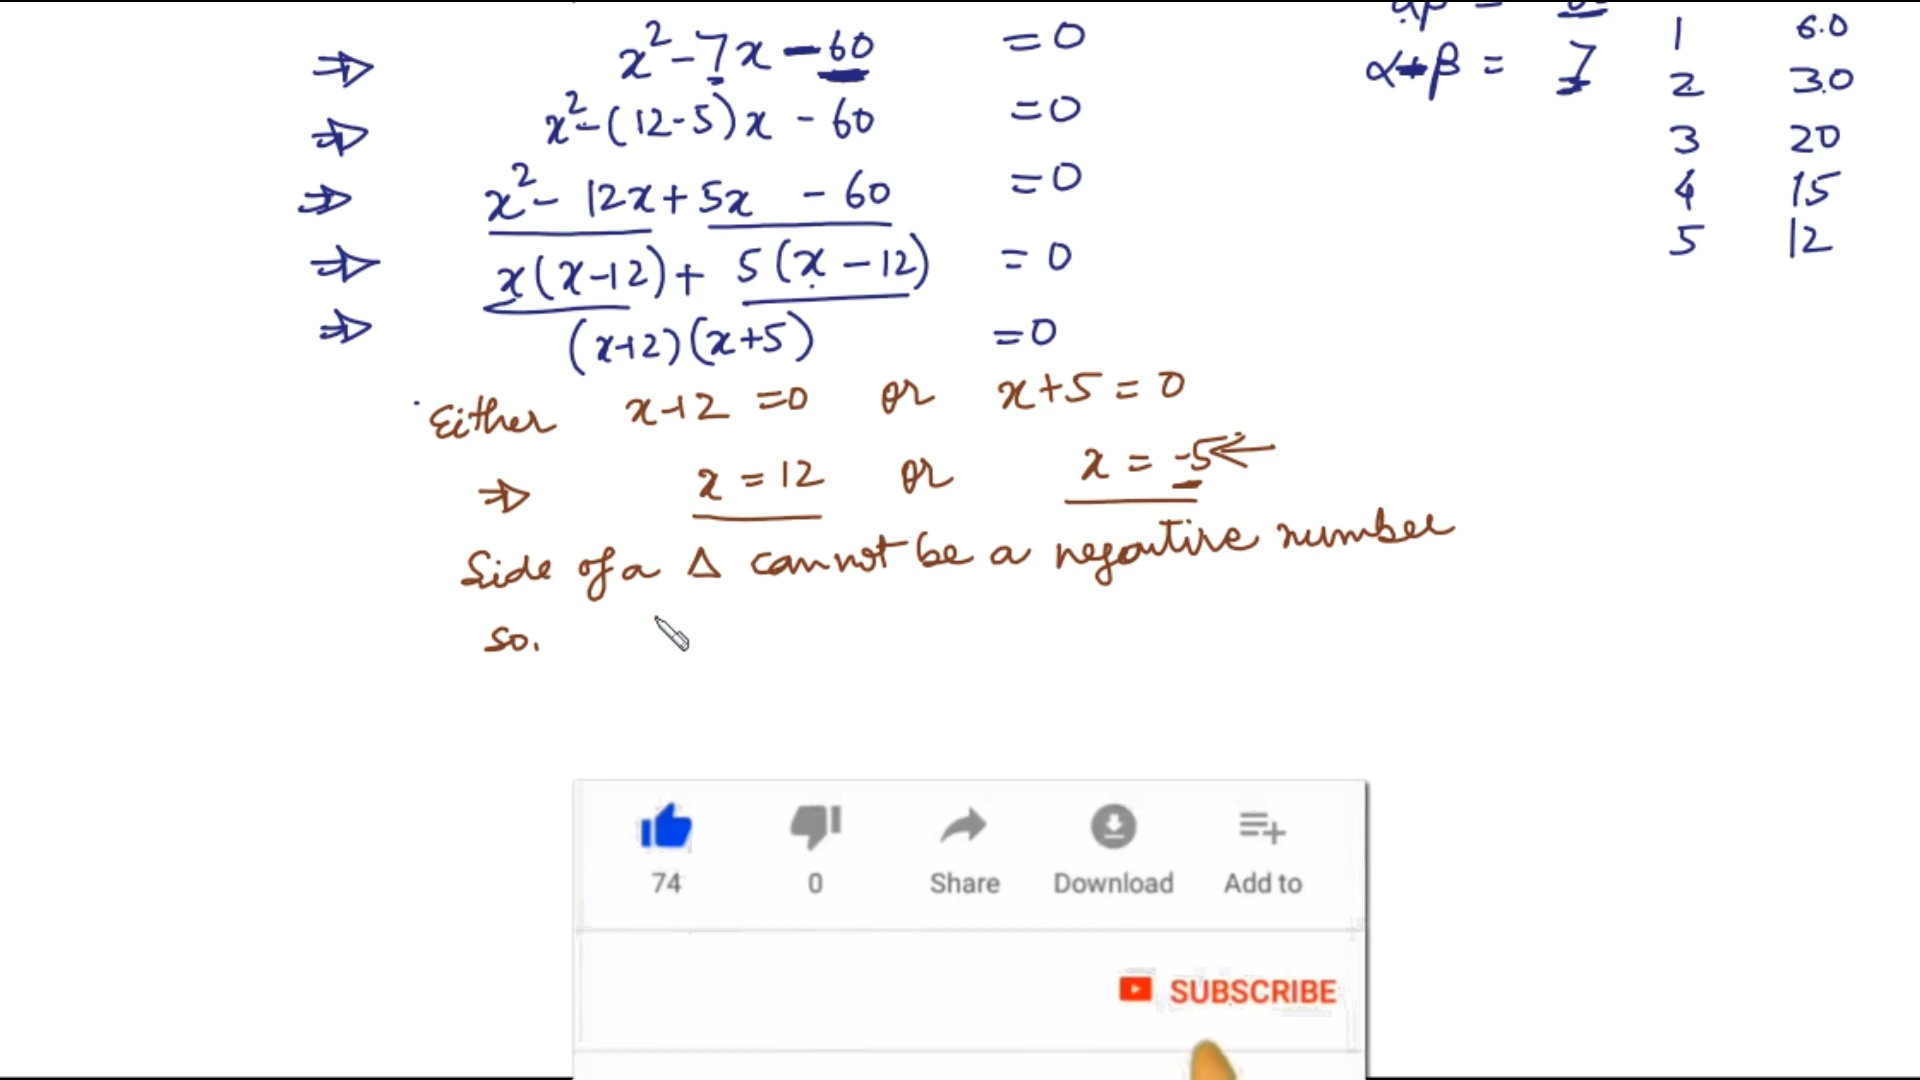 ⇒ x² - 7x - 60 = 0
⇒ x² - (12-5)x - 60 = 0
⇒ x² - 12x + 5x - 60 = 0
⇒ x(x-12) + 5(x-12) = 0
⇒ (x-12)(x+5) = 0
Either x-12 = 0 or x+5 = 0
⇒ x = 12 or x = -5 ←
Side of a Δ cannot be a negative number
so.
α+β = 7
1 60
2 30
3 20
4 15
5 12
74 0 Share Download Add to
SUBSCRIBE